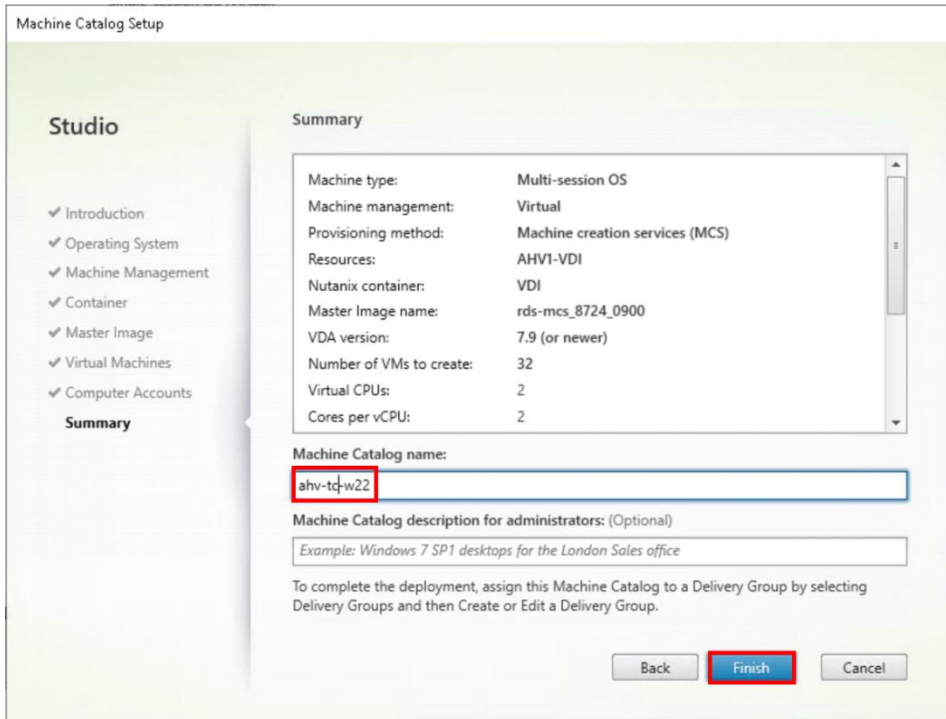 Machine Catalog Setup
Studio
✔ Introduction
✔ Operating System
✔ Machine Management
✔ Container
✔ Master Image
✔ Virtual Machines
✔ Computer Accounts
Summary
Summary
Machine type: Multi-session OS
Machine management: Virtual
Provisioning method: Machine creation services (MCS)
Resources: AHV1-VDI
Nutanix container: VDI
Master Image name: rds-mcs_8724_0900
VDA version: 7.9 (or newer)
Number of VMs to create: 32
Virtual CPUs: 2
Cores per vCPU: 2
Machine Catalog name:
ahv-tc-w22
Machine Catalog description for administrators: (Optional)
Example: Windows 7 SP1 desktops for the London Sales office
To complete the deployment, assign this Machine Catalog to a Delivery Group by selecting
Delivery Groups and then Create or Edit a Delivery Group.
Back Finish Cancel